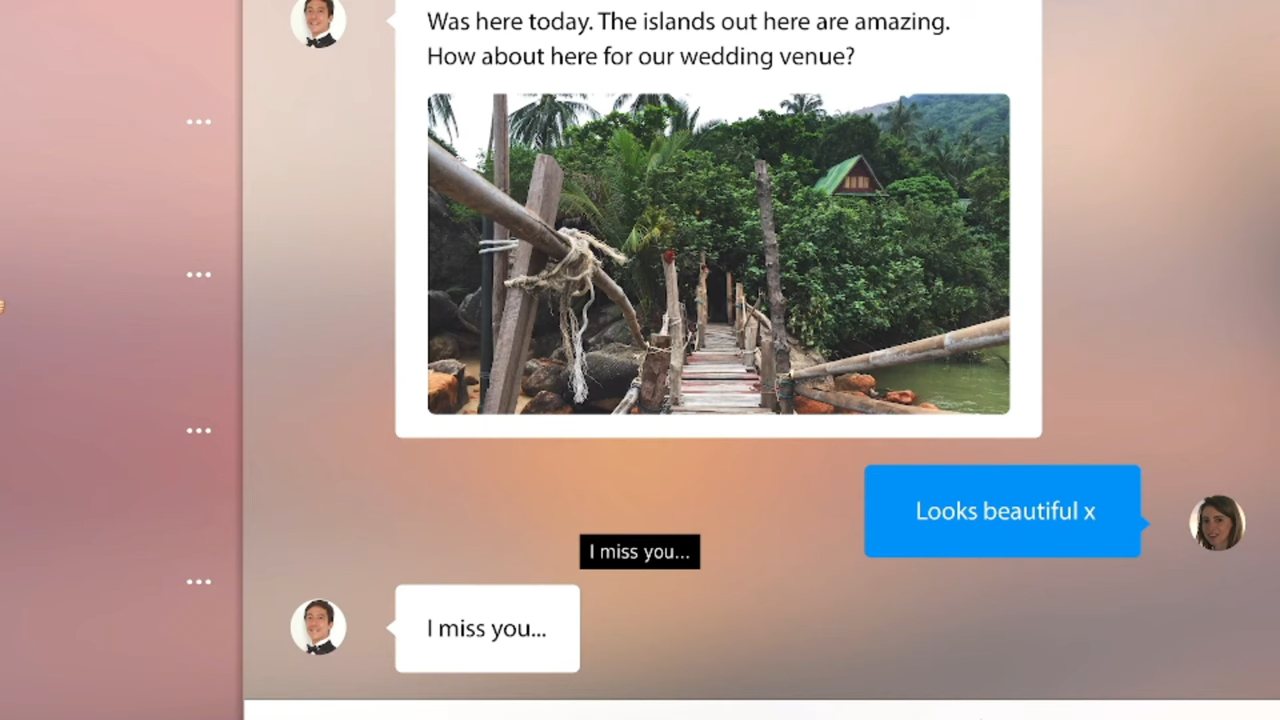 Was here today. The islands out here are amazing.
How about here for our wedding venue?
Looks beautiful x
I miss you...
I miss you...